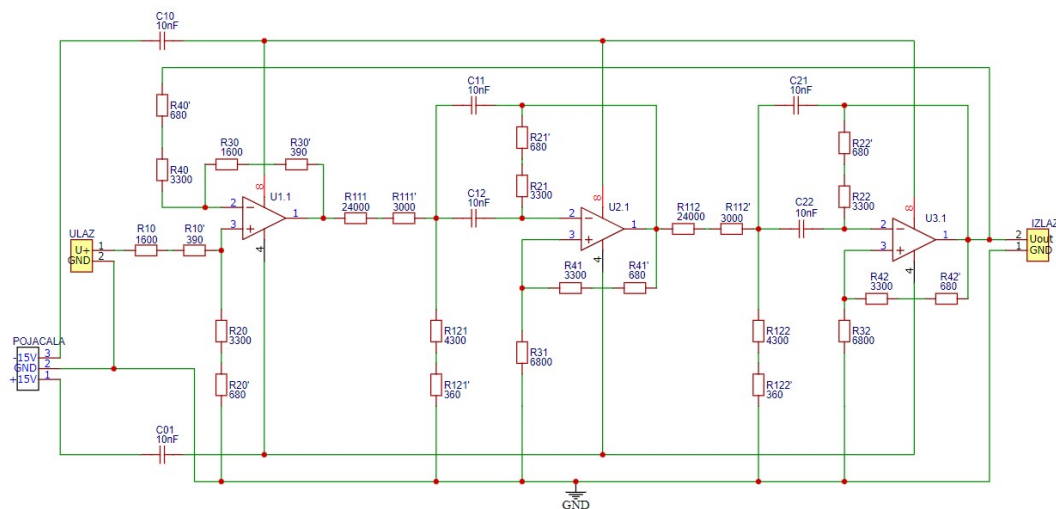 C10
10nF
R40'
680
R40
3300
R30
1600
R30'
390
8
2
3
1
4
U1.1
ULAZ
U+
GND
1
2
R10
1600
R10'
390
R20
3300
R20'
680
POJACALA
-15V
GND
+15V
3
2
1
C01
10nF
R111
24000
R111'
3000
C11
10nF
C12
10nF
R21'
680
R21
3300
8
2
3
1
4
U2.1
R41
3300
R41'
680
R121
4300
R121'
360
R31
6800
R112
24000
R112'
3000
C21
10nF
C22
10nF
R22'
680
R22
3300
8
2
3
1
4
U3.1
R42
3300
R42'
680
R122
4300
R122'
360
R32
6800
IZLAZ
Uout
GND
2
1
GND